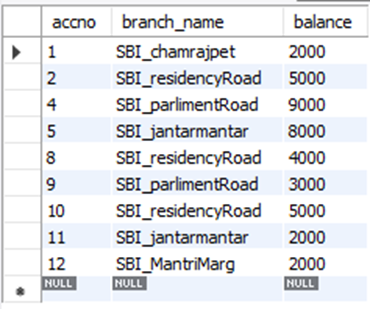 accno branch_name balance
1 SBI_chamrajpet 2000
2 SBI_residencyRoad 5000
4 SBI_parlimentRoad 9000
5 SBI_jantarmantar 8000
8 SBI_residencyRoad 4000
9 SBI_parlimentRoad 3000
10 SBI_residencyRoad 5000
11 SBI_jantarmantar 2000
12 SBI_MantriMarg 2000
NULL NULL NULL